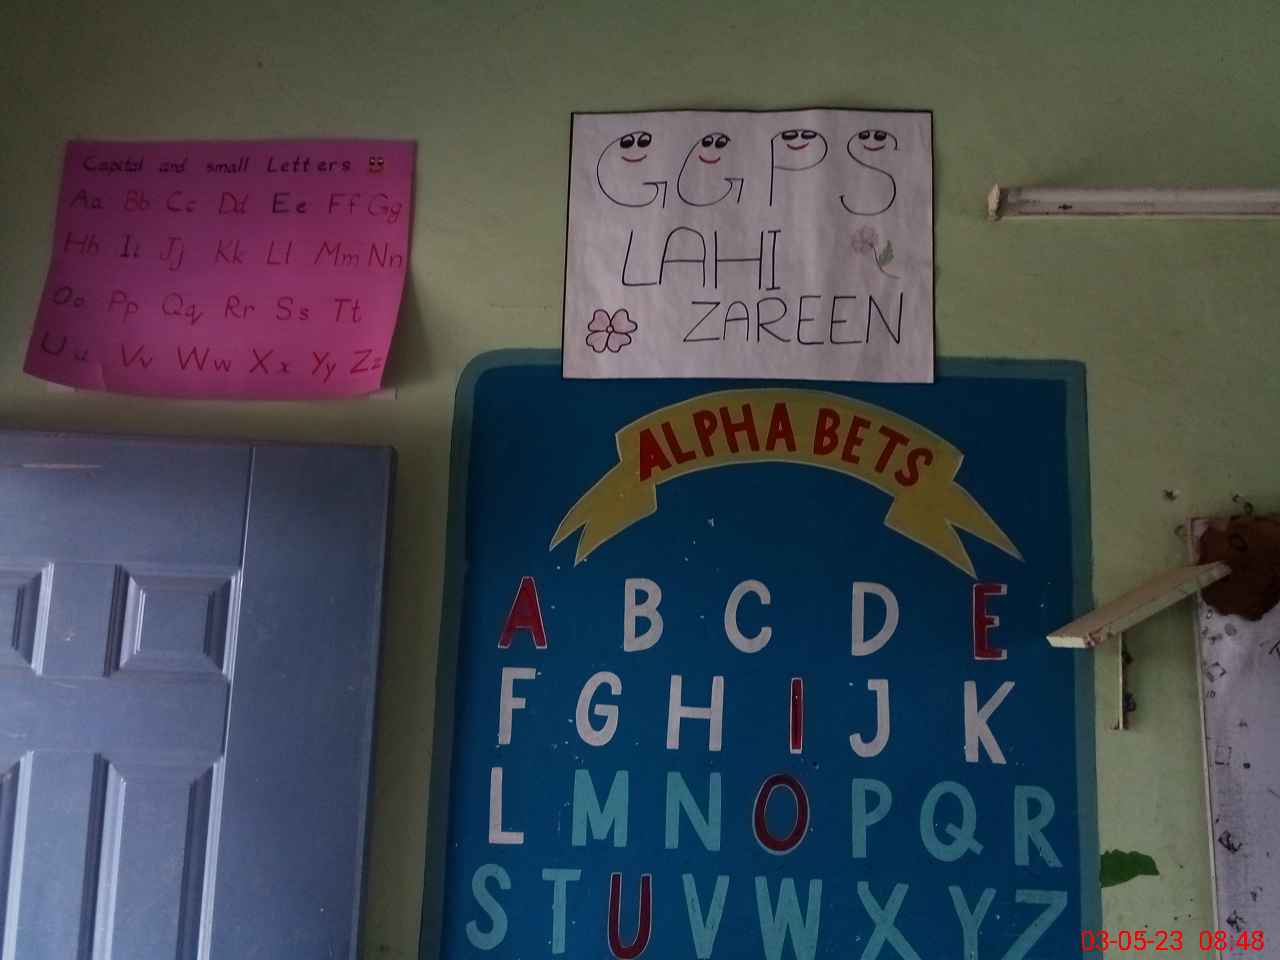 Capital and small Letters
Aa Bb Cc Dd Ee Ff Gg
Hh Ii Jj Kk Ll Mm Nn
Oo Pp Qq Rr Ss Tt
Uu Vv Ww Xx Yy Zz
GGPS
LAHI
ZAREEN
ALPHABETS
A B C D E
F G H I J K
L M N O P Q R
S T U V W X Y Z
03-05-23 08:48